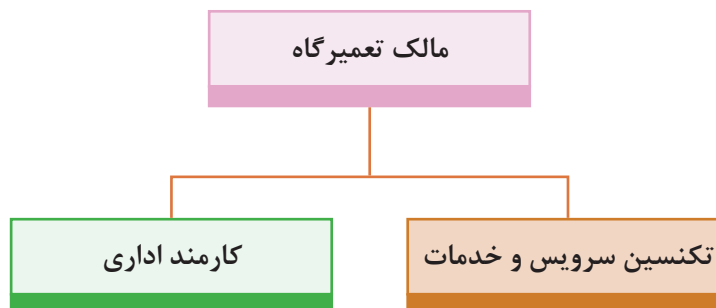 مالک تعمیرگاه
تکنسین سرویس و خدمات
کارمند اداری